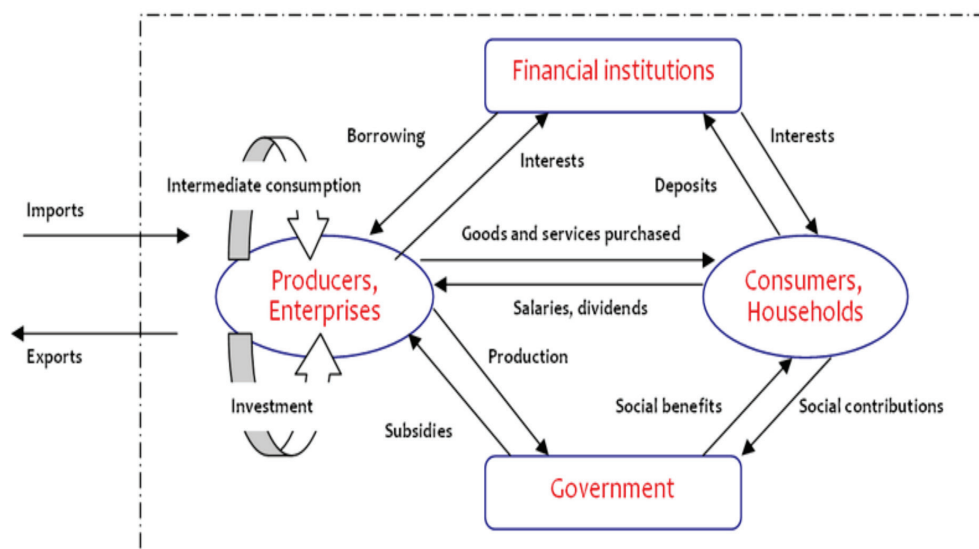 Financial institutions
Borrowing
Interests
Interests
Deposits
Intermediate consumption
Imports
Goods and services purchased
Producers,
Enterprises
Consumers,
Households
Salaries, dividends
Exports
Production
Investment
Subsidies
Social benefits
Social contributions
Government